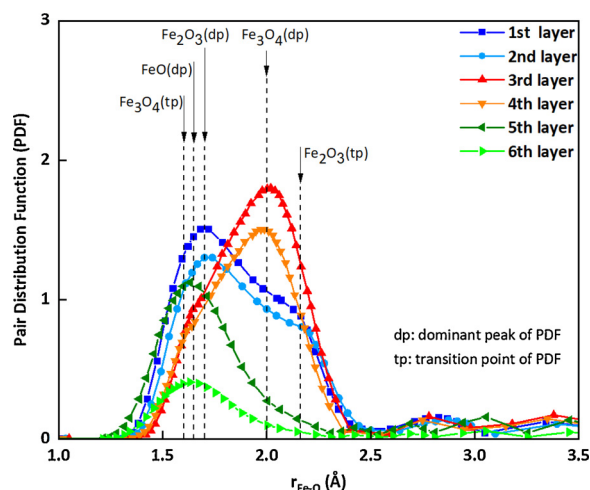 Fe₂O₃(dp)
Fe₃O₄(dp)
FeO(dp)
Fe₃O₄(tp)
Fe₂O₃(tp)
1st layer
2nd layer
3rd layer
4th layer
5th layer
6th layer
dp: dominant peak of PDF
tp: transition point of PDF
Pair Distribution Function (PDF)
3
2
1
0
1.0 1.5 2.0 2.5 3.0 3.5
r_Fe-O (Å)